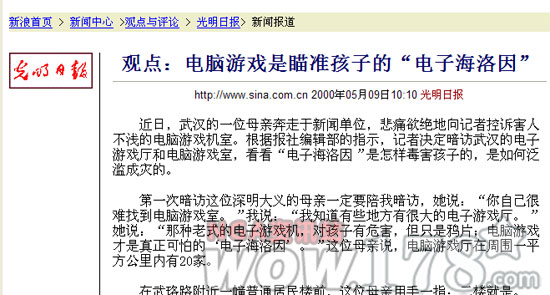 新浪首页 > 新闻中心 >观点与评论 > 光明日报> 新闻报道
光明日报
观点：电脑游戏是瞄准孩子的“电子海洛因”
http://www.sina.com.cn 2000年05月09日10:10 光明日报
近日，武汉的一位母亲奔走于新闻单位，悲痛欲绝地向记者控诉害人
不浅的电脑游戏机室。根据报社编辑部的指示，记者决定暗访武汉的电子
游戏厅和电脑游戏室，看看“电子海洛因”是怎样毒害孩子的，是如何泛
滥成灾的。
第一次暗访这位深明大义的母亲一定要陪我暗访，她说：“你自己很
难找到电脑游戏室。”我说：“我知道有些地方有很大的电子游戏厅。”
她说：“那种老式的电子游戏机，对孩子有危害，但只是鸦片；电脑游戏
才是真正可怕的‘电子海洛因’。”这位母亲说，电脑游戏厅在周围一平
方公里内有20家。
在武珞路附近一幢普通居民楼前，这位母亲用手一指：二楼就是。
wow.178.com